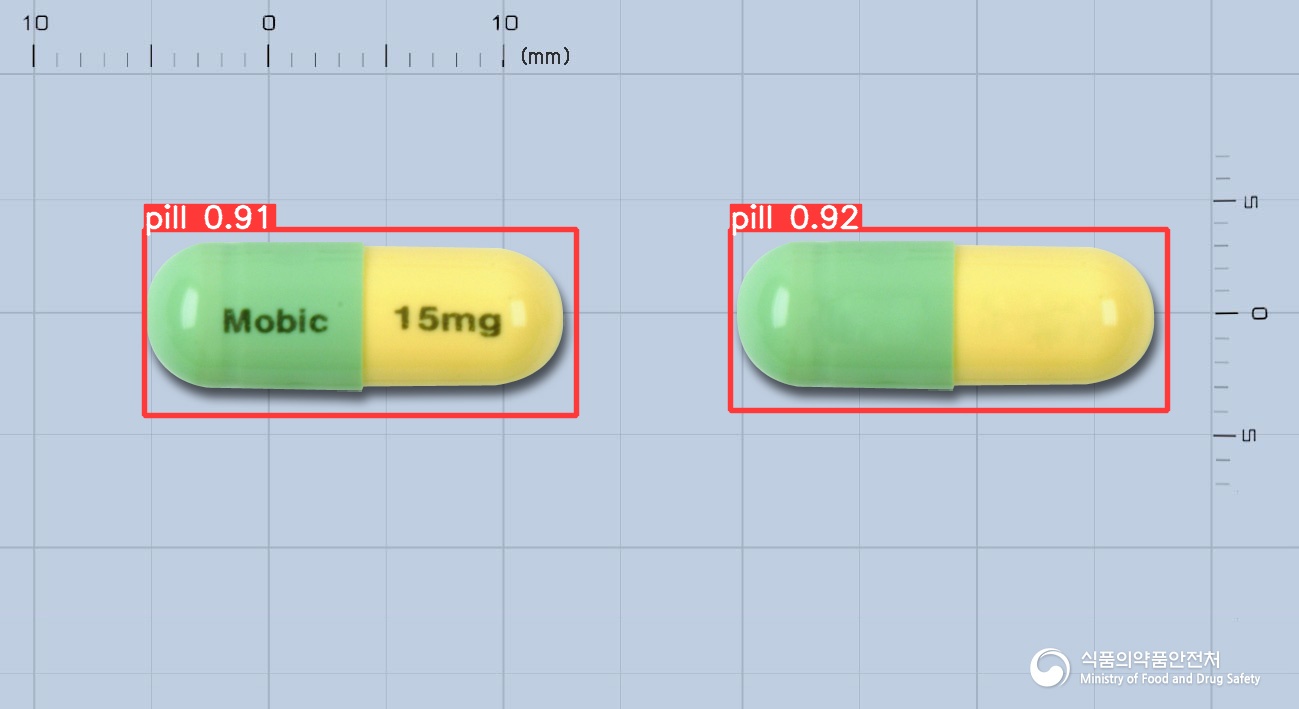 10 0 10 (mm)
pill 0.91
pill 0.92
Mobic 15mg
5
0
5
식품의약품안전처
Ministry of Food and Drug Safety